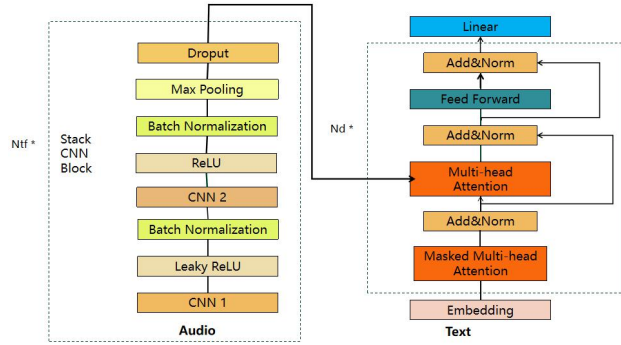 Droput
Max Pooling
Batch Normalization
ReLU
CNN 2
Batch Normalization
Leaky ReLU
CNN 1
Audio
Ntf *
Stack
CNN
Block
Linear
Add&Norm
Feed Forward
Add&Norm
Nd *
Multi-head
Attention
Add&Norm
Masked Multi-head
Attention
Embedding
Text